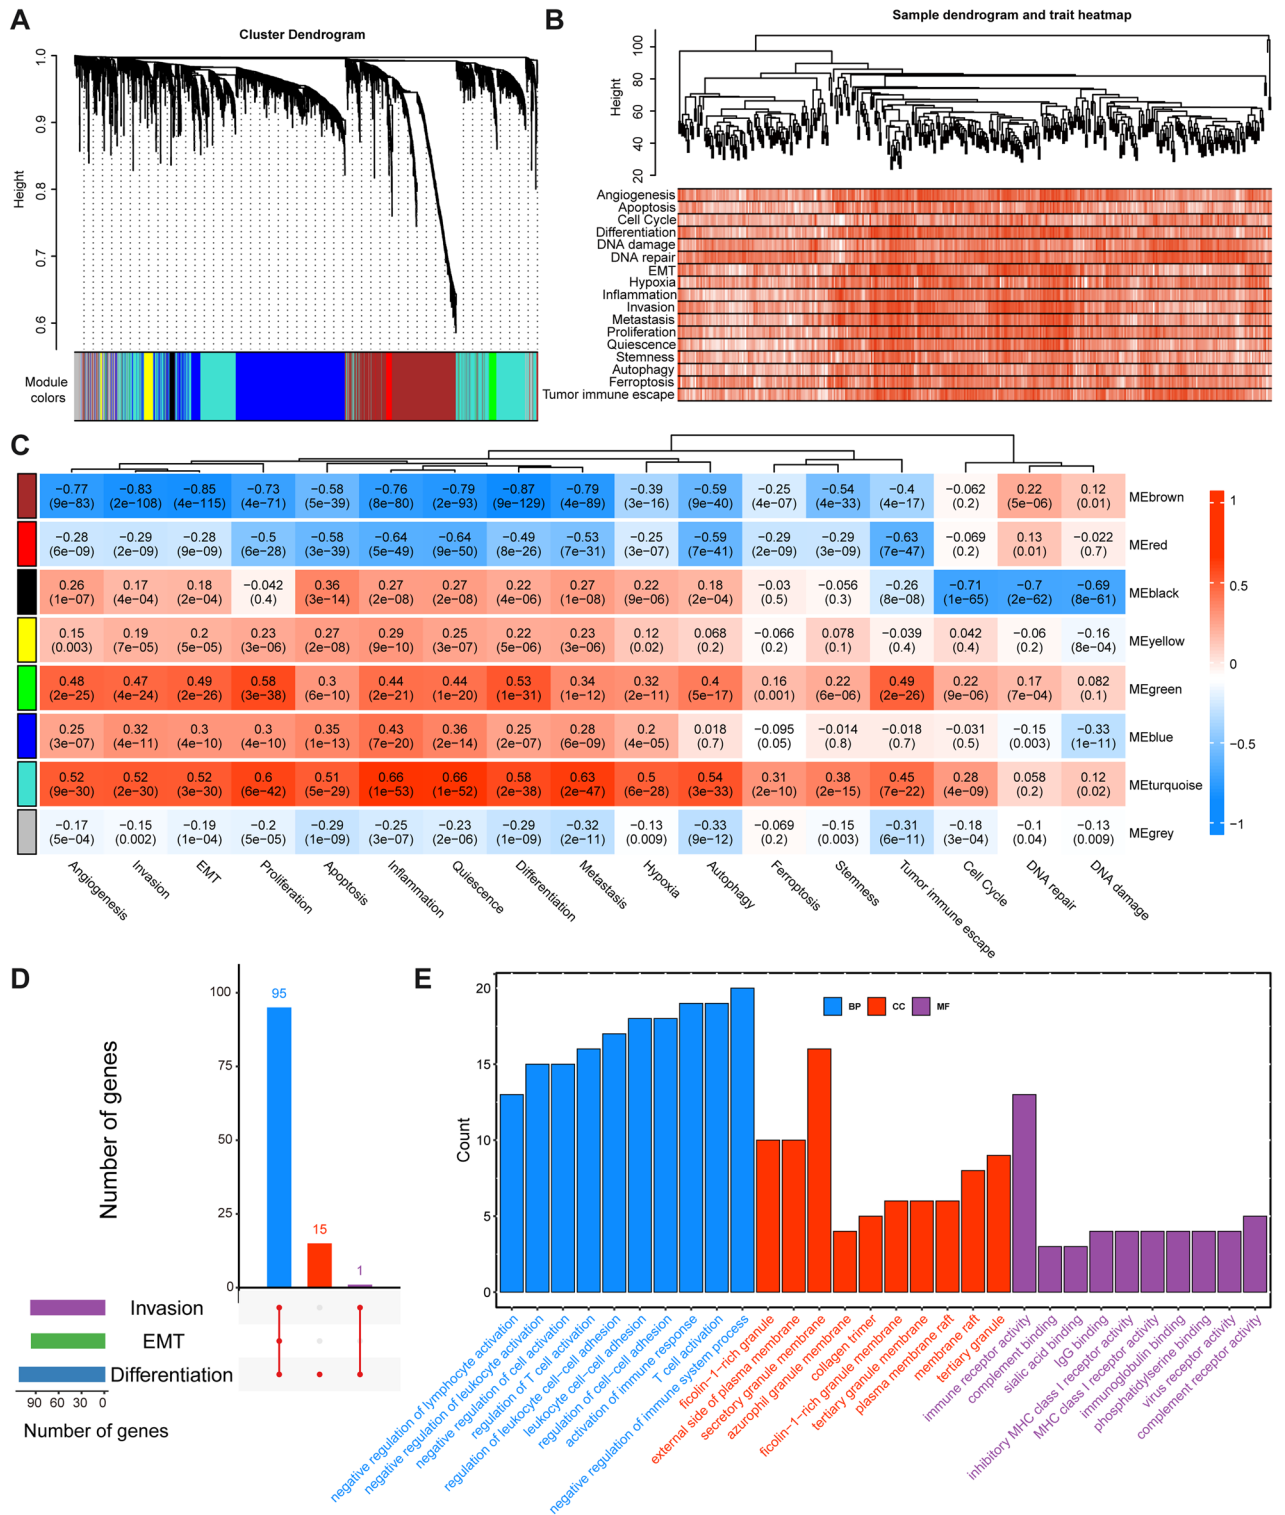 A
Cluster Dendrogram
Height
1.0
0.9
0.8
0.7
0.6
Module
colors
B
Sample dendrogram and trait heatmap
Height
100
80
60
40
20
Angiogenesis
Apoptosis
Cell Cycle
Differentiation
DNA damage
DNA repair
EMT
Hypoxia
Inflammation
Invasion
Metastasis
Proliferation
Quiescence
Stemness
Autophagy
Ferroptosis
Tumor immune escape
C
−0.77 −0.83 −0.85 −0.73 −0.58 −0.76 −0.79 −0.87 −0.79 −0.39 −0.59 −0.25 −0.54 −0.4 −0.062 0.22 0.12
(9e−83) (2e−108) (4e−115) (4e−71) (5e−39) (8e−80) (2e−93) (9e−129) (4e−89) (3e−16) (9e−40) (4e−07) (4e−33) (4e−17) (0.2) (5e−06) (0.01)
MEbrown
−0.28 −0.29 −0.28 −0.5 −0.58 −0.64 −0.64 −0.49 −0.53 −0.25 −0.59 −0.29 −0.29 −0.63 −0.069 0.13 −0.022
(6e−09) (2e−09) (9e−09) (6e−28) (3e−39) (5e−49) (9e−50) (8e−26) (7e−31) (3e−07) (7e−41) (2e−09) (3e−09) (7e−47) (0.2) (0.01) (0.7)
MEred
0.26 0.17 0.18 −0.042 0.36 0.27 0.27 0.22 0.27 0.22 0.18 −0.03 −0.056 −0.26 −0.71 −0.7 −0.69
(1e−07) (4e−04) (2e−04) (0.4) (3e−14) (2e−08) (2e−08) (4e−06) (1e−08) (9e−06) (2e−04) (0.5) (0.3) (8e−08) (1e−65) (2e−62) (8e−61)
MEblack
0.15 0.19 0.2 0.23 0.27 0.29 0.25 0.22 0.23 0.12 0.068 −0.066 0.078 −0.039 0.042 −0.06 −0.16
(0.003) (7e−05) (5e−05) (3e−06) (2e−08) (9e−10) (3e−07) (5e−06) (3e−06) (0.02) (0.2) (0.2) (0.1) (0.4) (0.4) (0.2) (8e−04)
MEyellow
0.48 0.47 0.49 0.58 0.3 0.44 0.44 0.53 0.34 0.32 0.4 0.16 0.22 0.49 0.22 0.17 0.082
(2e−25) (4e−24) (2e−26) (3e−38) (6e−10) (2e−21) (1e−20) (1e−31) (1e−12) (2e−11) (5e−17) (0.001) (6e−06) (2e−26) (9e−06) (7e−04) (0.1)
MEgreen
0.25 0.32 0.3 0.3 0.35 0.43 0.36 0.25 0.28 0.2 0.018 −0.095 −0.014 −0.018 −0.031 −0.15 −0.33
(3e−07) (4e−11) (4e−10) (4e−10) (1e−13) (7e−20) (2e−14) (2e−07) (6e−09) (4e−05) (0.7) (0.05) (0.8) (0.7) (0.5) (0.003) (1e−11)
MEblue
0.52 0.52 0.52 0.6 0.51 0.66 0.66 0.58 0.63 0.5 0.54 0.31 0.38 0.45 0.28 0.058 0.12
(9e−30) (2e−30) (3e−30) (6e−42) (5e−29) (1e−53) (1e−52) (2e−38) (2e−47) (6e−28) (3e−33) (2e−10) (2e−15) (7e−22) (4e−09) (0.2) (0.02)
MEturquoise
−0.17 −0.15 −0.19 −0.2 −0.29 −0.25 −0.23 −0.29 −0.32 −0.13 −0.33 −0.069 −0.15 −0.31 −0.18 −0.1 −0.13
(5e−04) (0.002) (1e−04) (5e−05) (1e−09) (3e−07) (2e−06) (1e−09) (2e−11) (0.009) (9e−12) (0.2) (0.003) (6e−11) (3e−04) (0.04) (0.009)
MEgrey
1
0.5
0
−0.5
−1
Angiogenesis
Invasion
EMT
Proliferation
Apoptosis
Inflammation
Quiescence
Differentiation
Metastasis
Hypoxia
Autophagy
Ferroptosis
Stemness
Tumor immune escape
Cell Cycle
DNA repair
DNA damage
D
Number of genes
100
75
50
25
0
95
15
1
Invasion
EMT
Differentiation
90 60 30 0
Number of genes
E
Count
20
15
10
5
0
BP CC MF
negative regulation of lymphocyte activation
negative regulation of leukocyte activation
negative regulation of cell activation
regulation of T cell activation
regulation of leukocyte cell−cell adhesion
leukocyte cell−cell adhesion
regulation of cell−cell adhesion
activation of immune response
T cell activation
negative regulation of immune system process
ficolin−1−rich granule
external side of plasma membrane
secretory granule membrane
azurophil granule membrane
collagen trimer
ficolin−1−rich granule membrane
tertiary granule membrane
plasma membrane raft
membrane raft
tertiary granule
immune receptor activity
complement binding
sialic acid binding
IgG binding
inhibitory MHC class I receptor activity
MHC class I receptor activity
immunoglobulin binding
phosphatidylserine binding
virus receptor activity
complement receptor activity